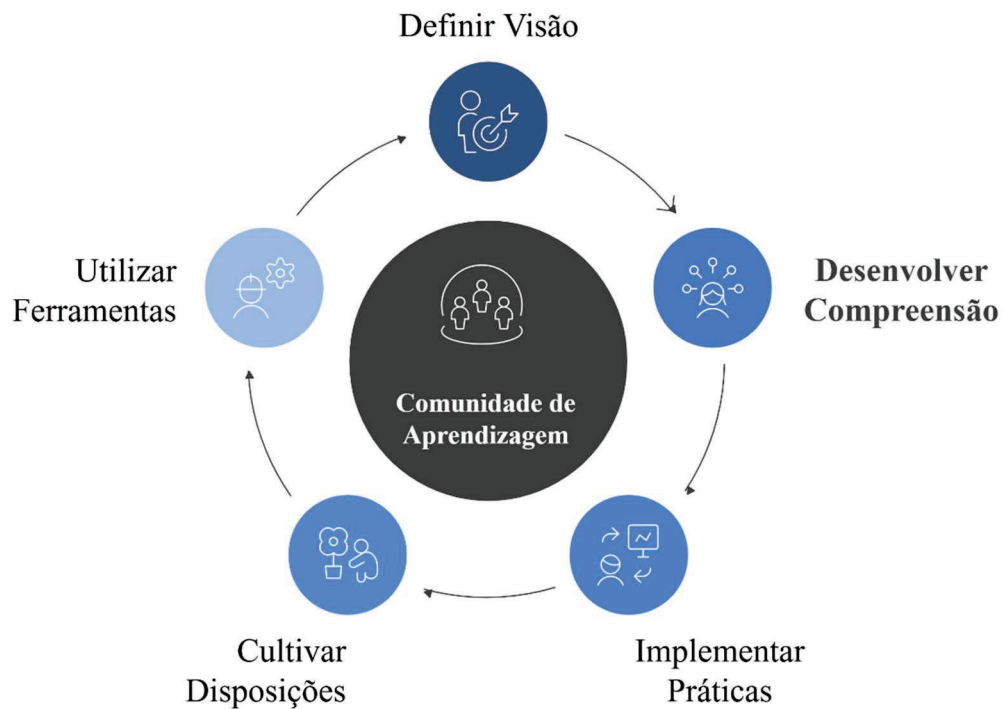 Definir Visão
Desenvolver
Compreensão
Implementar
Práticas
Cultivar
Disposições
Utilizar
Ferramentas
Comunidade de
Aprendizagem